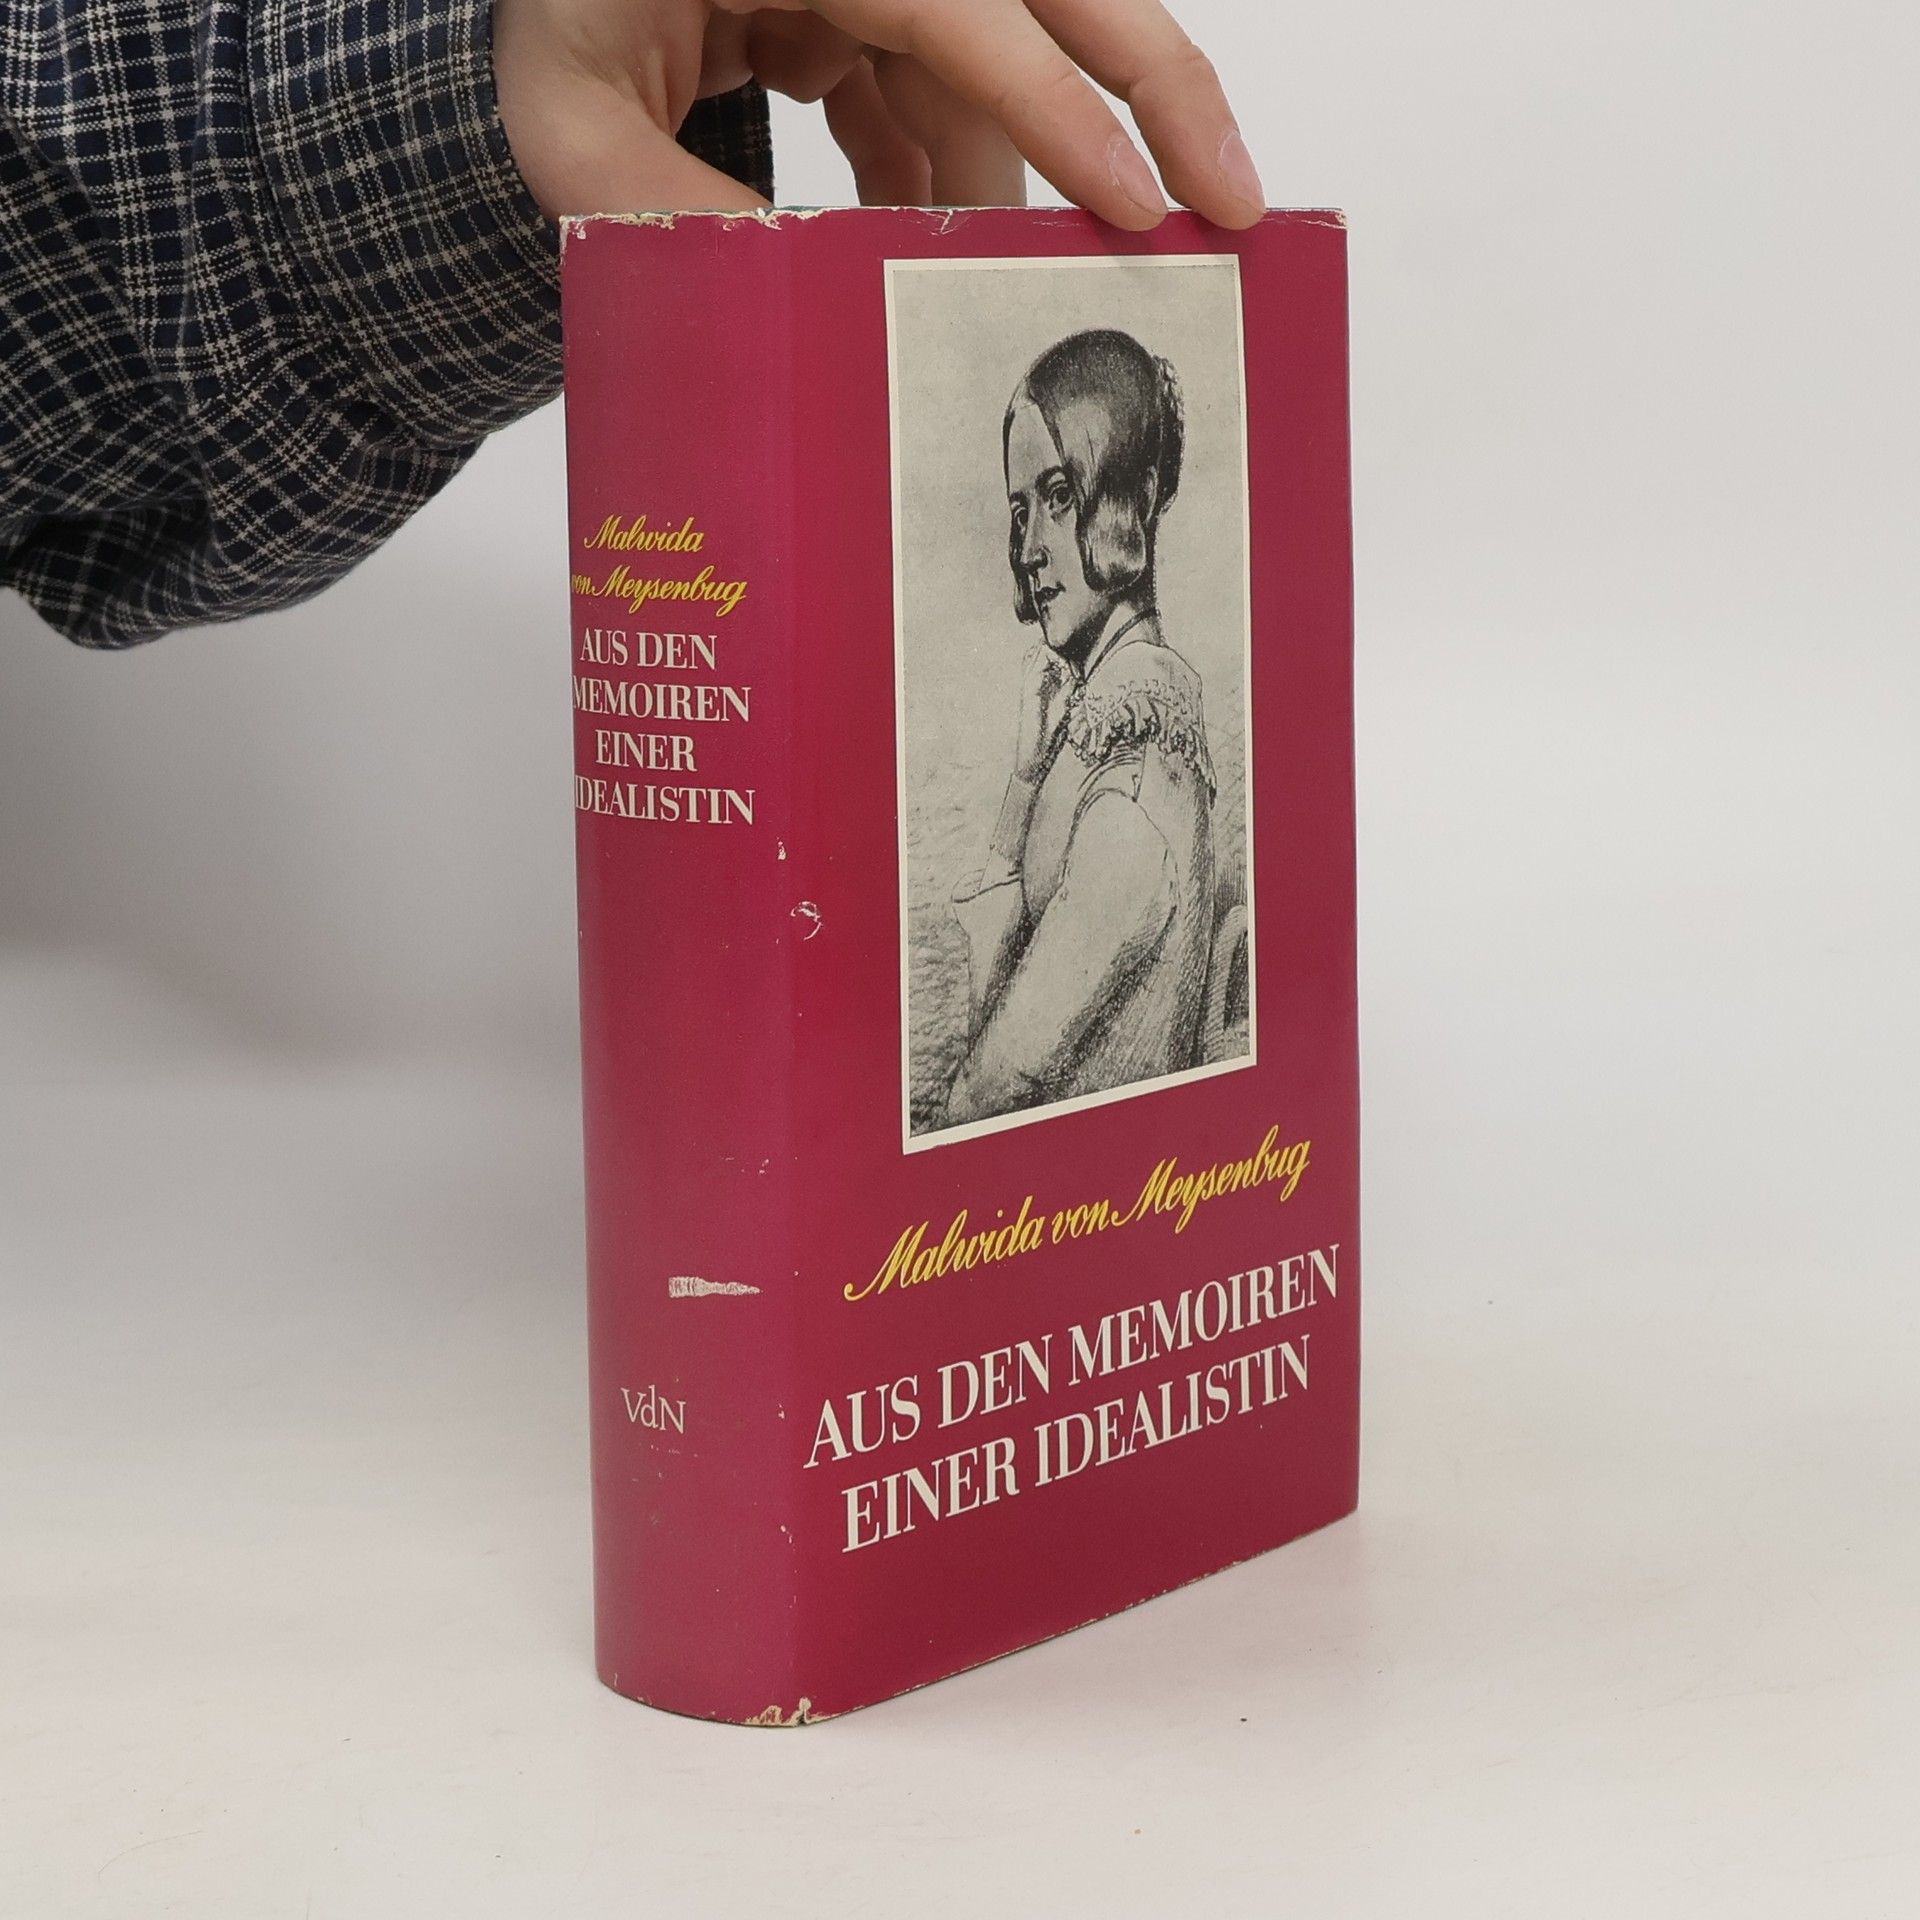 Malwida
von Meysenbug
AUS DEN
MEMOIREN
EINER
IDEALISTIN
VdN
Malwida von Meysenbug
AUS DEN MEMOIREN
EINER IDEALISTIN